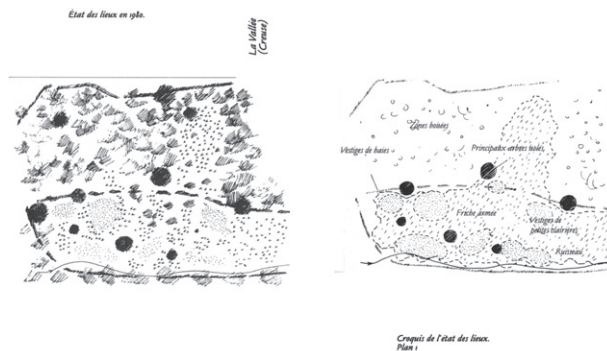 État des lieux en 1980.
La Vallée
(Creuse)
Zones boisées
Vestiges de haies
Principaux arbres isolés
Friche armée
Vestiges de
petites clairières
Ruisseau
Croquis de l'état des lieux.
Plan 1